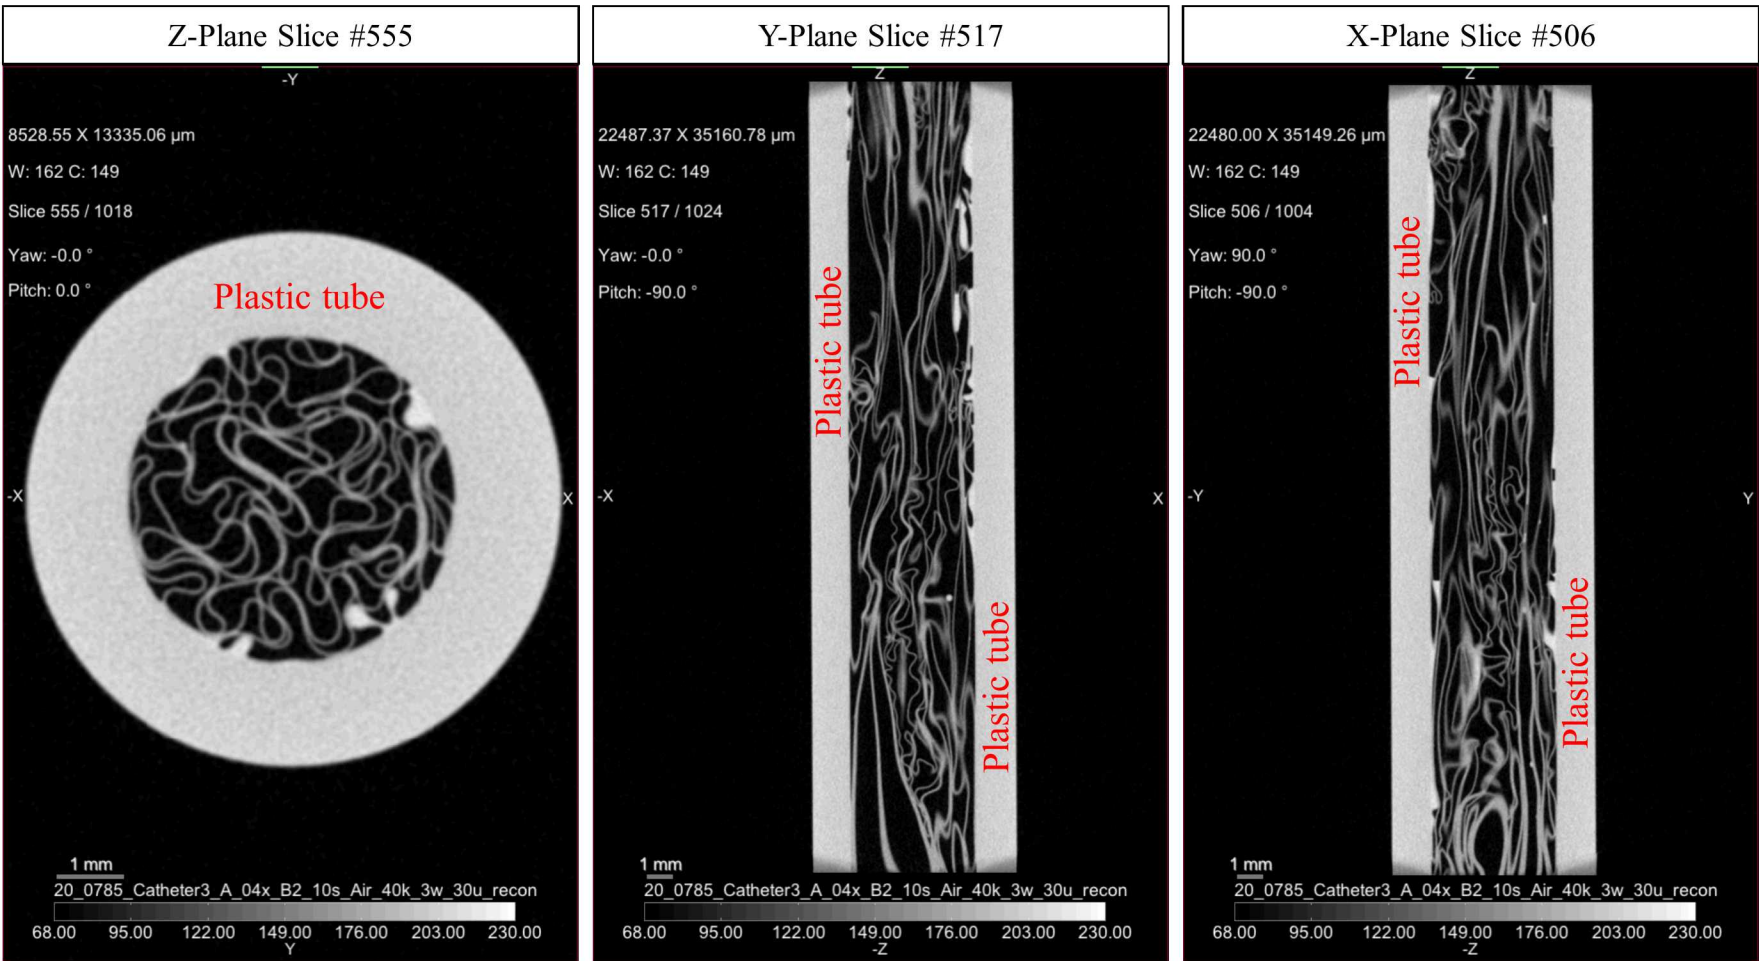 Z-Plane Slice #555
-Y
8528.55 X 13335.06 µm
W: 162 C: 149
Slice 555 / 1018
Yaw: -0.0 °
Pitch: 0.0 °
Plastic tube
-X
X
1 mm
20_0785_Catheter3_A_04x_B2_10s_Air_40k_3w_30u_recon
68.00 95.00 122.00 149.00 176.00 203.00 230.00
Y
Y-Plane Slice #517
Z
22487.37 X 35160.78 µm
W: 162 C: 149
Slice 517 / 1024
Yaw: -0.0 °
Pitch: -90.0 °
Plastic tube
-X
X
Plastic tube
1 mm
20_0785_Catheter3_A_04x_B2_10s_Air_40k_3w_30u_recon
68.00 95.00 122.00 149.00 176.00 203.00 230.00
-Z
X-Plane Slice #506
Z
22480.00 X 35149.26 µm
W: 162 C: 149
Slice 506 / 1004
Yaw: 90.0 °
Pitch: -90.0 °
Plastic tube
-Y
Y
Plastic tube
1 mm
20_0785_Catheter3_A_04x_B2_10s_Air_40k_3w_30u_recon
68.00 95.00 122.00 149.00 176.00 203.00 230.00
-Z